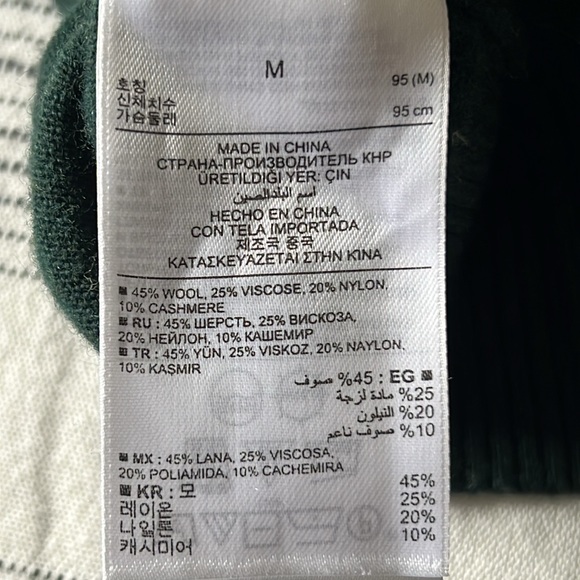 M
호칭 95 (M)
신체치수
가슴둘레 95 cm
MADE IN CHINA
СТРАНА-ПРОИЗВОДИТЕЛЬ КНР
ÜRETILDIĞI YER: ÇIN
اسم البلد الصين
HECHO EN CHINA
CON TELA IMPORTADA
제조국 중국
ΚΑΤΑΣΚΕΥΆΖΕΤΑΙ ΣΤΗΝ ΚΊΝΑ
45% WOOL, 25% VISCOSE, 20% NYLON,
10% CASHMERE
RU : 45% ШЕРСТЬ, 25% ВИСКОЗА,
20% НЕЙЛОН, 10% КАШЕМИР
TR : 45% YÜN, 25% VISKOZ, 20% NAYLON,
10% KAŞMIR
EG : 45% صوف
25% مادة لزجة
20% النيلون
10% صوف ناعم
MX : 45% LANA, 25% VISCOSA,
20% POLIAMIDA, 10% CACHEMIRA
KR : 모 45%
레이온 25%
나일론 20%
캐시미어 10%